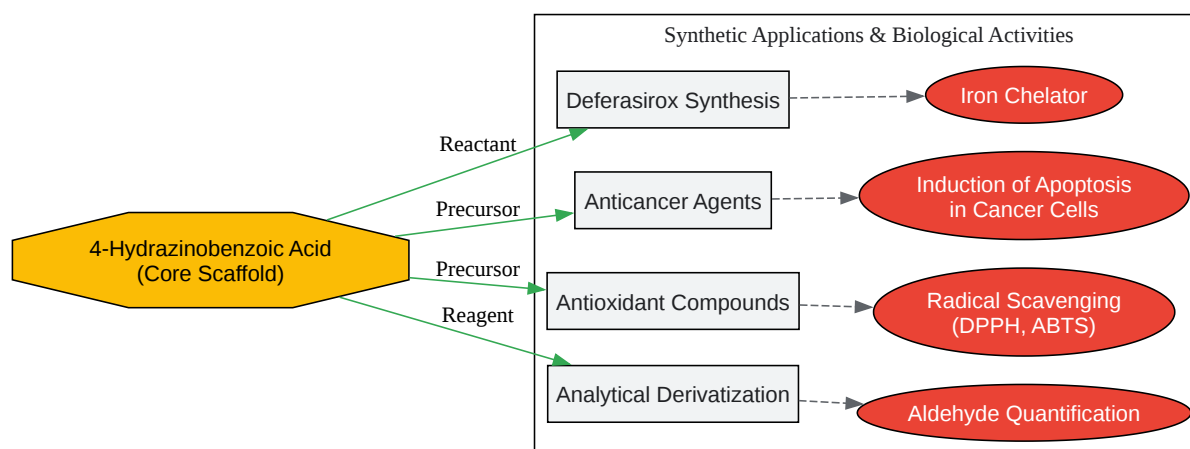 Synthetic Applications & Biological Activities
4-Hydrazinobenzoic Acid
(Core Scaffold)
Reactant
Precursor
Precursor
Reagent
Deferasirox Synthesis
Iron Chelator
Anticancer Agents
Induction of Apoptosis
in Cancer Cells
Antioxidant Compounds
Radical Scavenging
(DPPH, ABTS)
Analytical Derivatization
Aldehyde Quantification